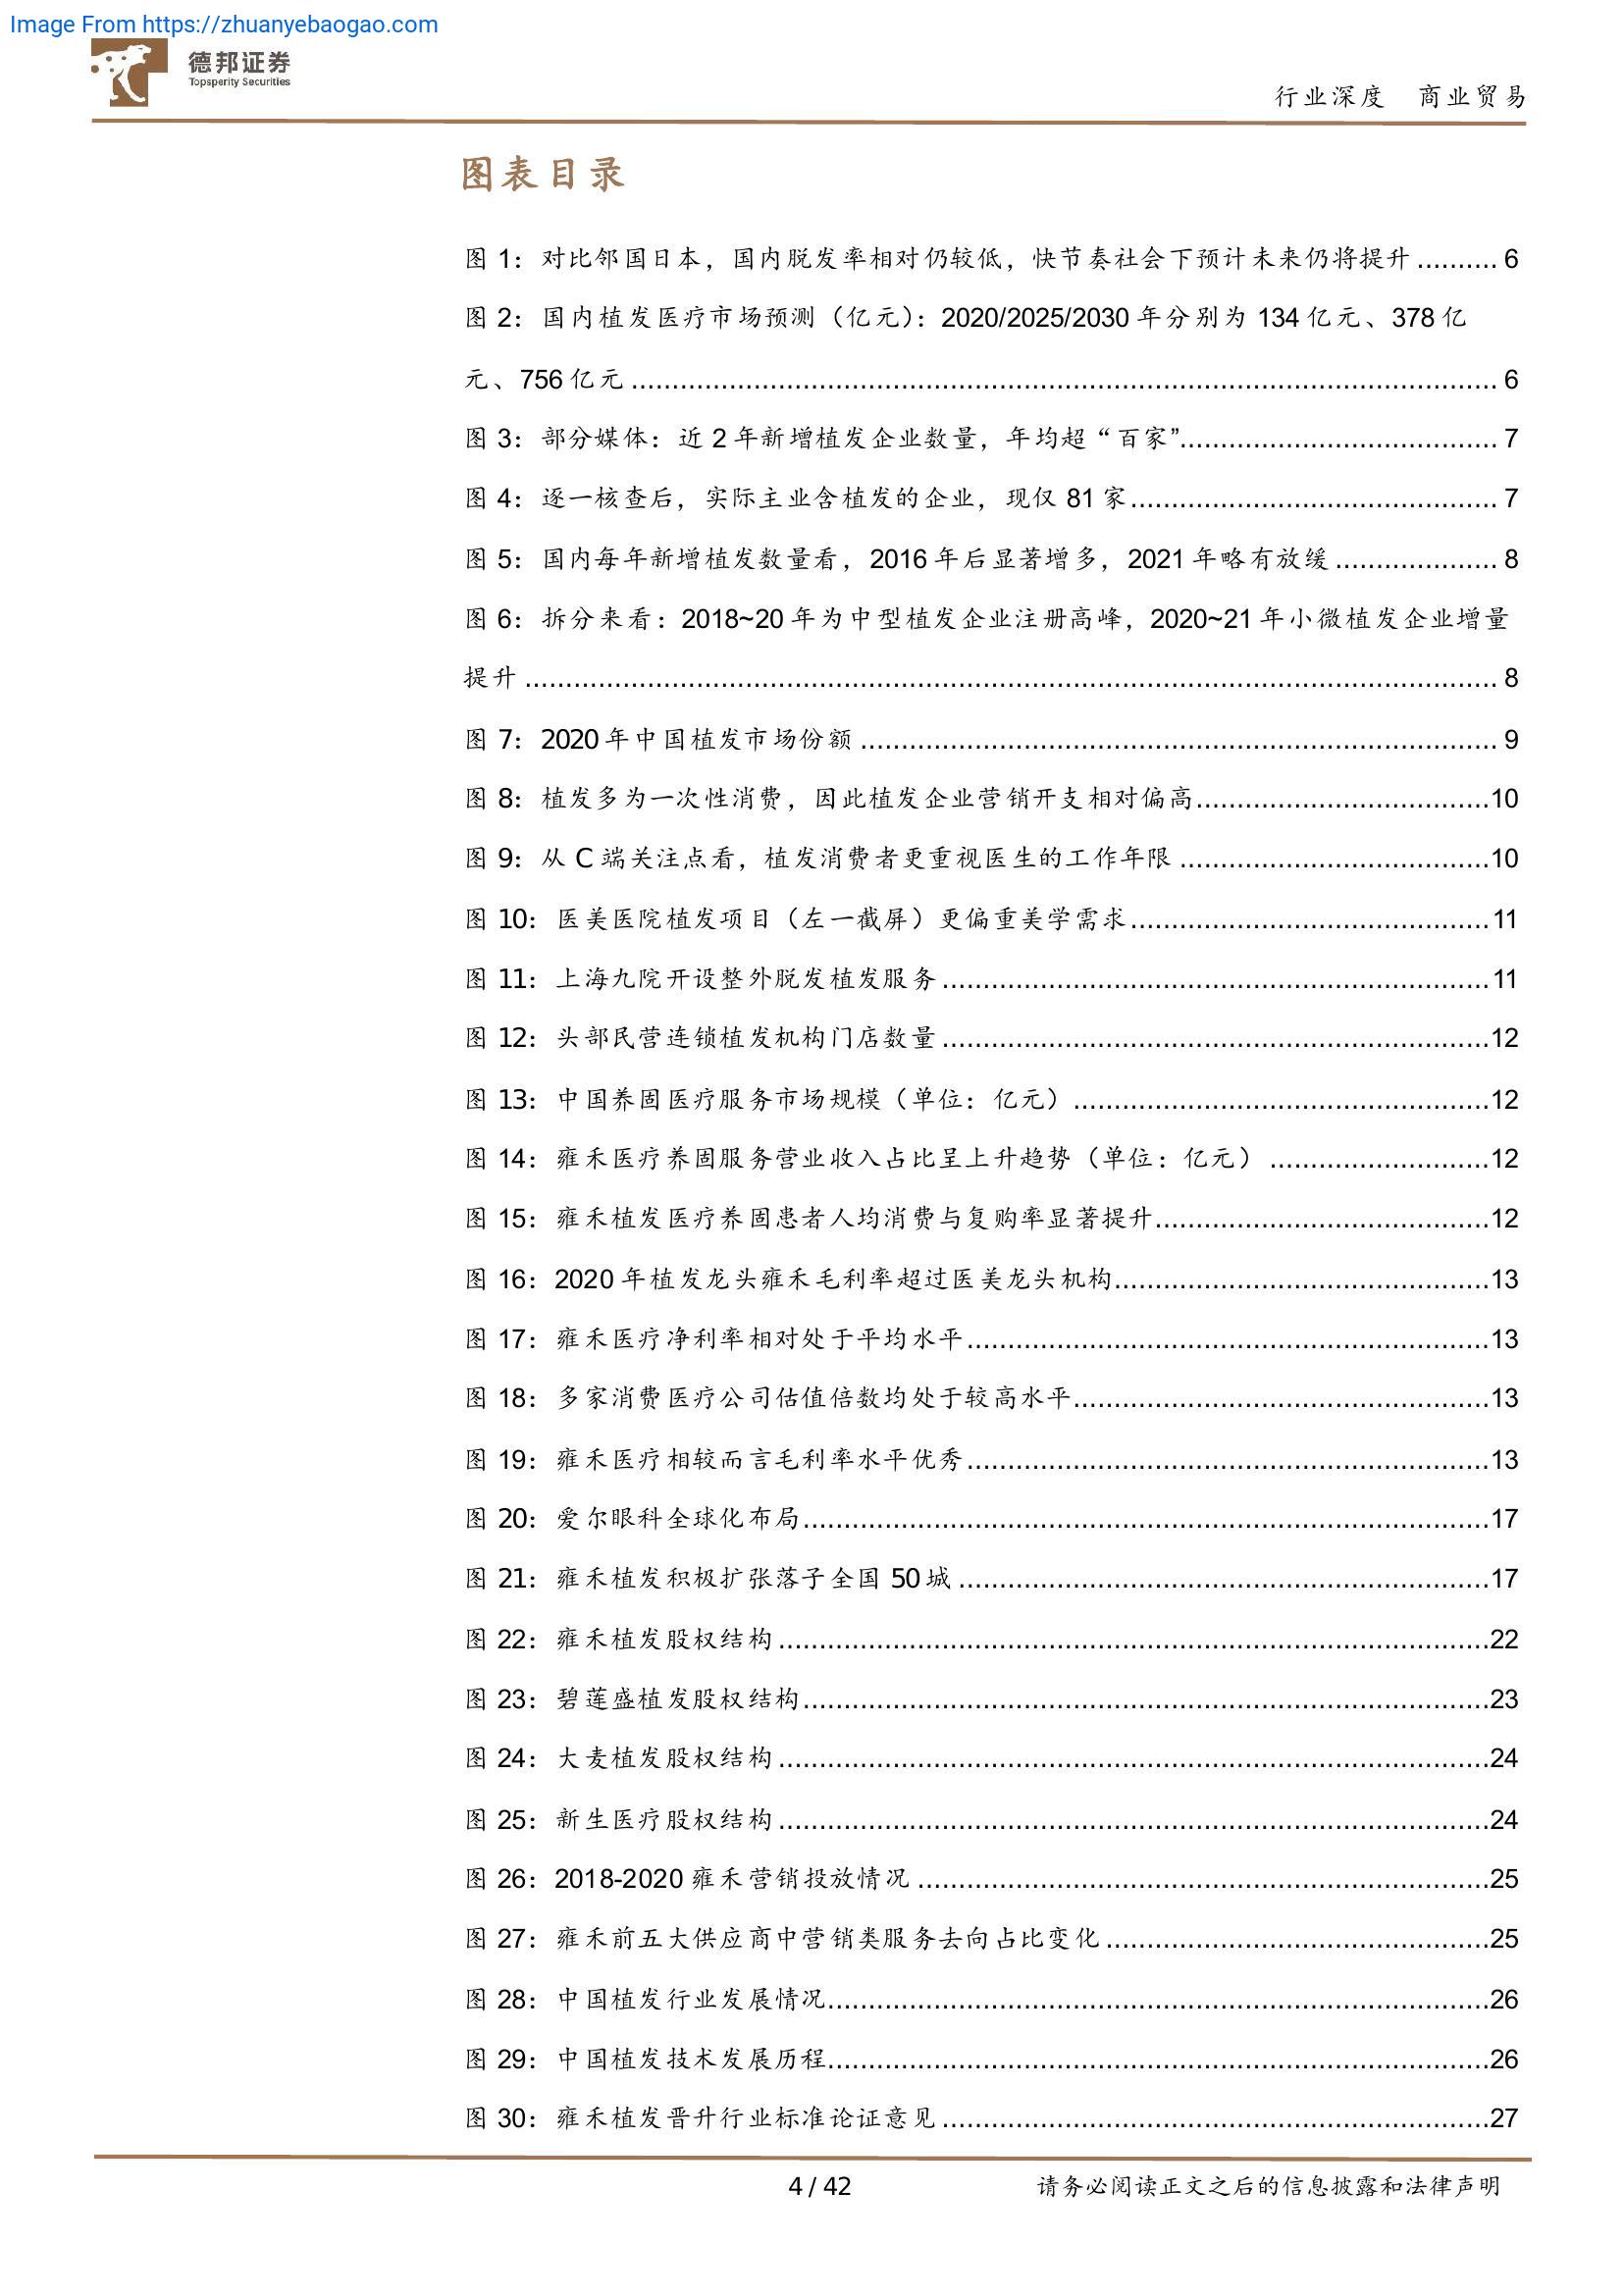 Image From https://zhuanyebaogao.com
德邦证券
Topsperity Securities
行业深度 商业贸易
图表目录
图 1：对比邻国日本，国内脱发率相对仍较低，快节奏社会下预计未来仍将提升 .......... 6
图 2：国内植发医疗市场预测（亿元）：2020/2025/2030 年分别为 134 亿元、378 亿
元、756 亿元 .......... 6
图 3：部分媒体：近 2 年新增植发企业数量，年均超“百家” .......... 7
图 4：逐一核查后，实际主业含植发的企业，现仅 81 家 .......... 7
图 5：国内每年新增植发数量看，2016 年后显著增多，2021 年略有放缓 .......... 8
图 6：拆分来看：2018~20 年为中型植发企业注册高峰，2020~21 年小微植发企业增量
提升 .......... 8
图 7：2020 年中国植发市场份额 .......... 9
图 8：植发多为一次性消费，因此植发企业营销开支相对偏高 .......... 10
图 9：从 C 端关注点看，植发消费者更重视医生的工作年限 .......... 10
图 10：医美医院植发项目（左一截屏）更偏重美学需求 .......... 11
图 11：上海九院开设整外脱发植发服务 .......... 11
图 12：头部民营连锁植发机构门店数量 .......... 12
图 13：中国养固医疗服务市场规模（单位：亿元） .......... 12
图 14：雍禾医疗养固服务营业收入占比呈上升趋势（单位：亿元） .......... 12
图 15：雍禾植发医疗养固患者人均消费与复购率显著提升 .......... 12
图 16：2020 年植发龙头雍禾毛利率超过医美龙头机构 .......... 13
图 17：雍禾医疗净利率相对处于平均水平 .......... 13
图 18：多家消费医疗公司估值倍数均处于较高水平 .......... 13
图 19：雍禾医疗相较而言毛利率水平优秀 .......... 13
图 20：爱尔眼科全球化布局 .......... 17
图 21：雍禾植发积极扩张落子全国 50 城 .......... 17
图 22：雍禾植发股权结构 .......... 22
图 23：碧莲盛植发股权结构 .......... 23
图 24：大麦植发股权结构 .......... 24
图 25：新生医疗股权结构 .......... 24
图 26：2018-2020 雍禾营销投放情况 .......... 25
图 27：雍禾前五大供应商中营销类服务去向占比变化 .......... 25
图 28：中国植发行业发展情况 .......... 26
图 29：中国植发技术发展历程 .......... 26
图 30：雍禾植发晋升行业标准论证意见 .......... 27
4 / 42 请务必阅读正文之后的信息披露和法律声明